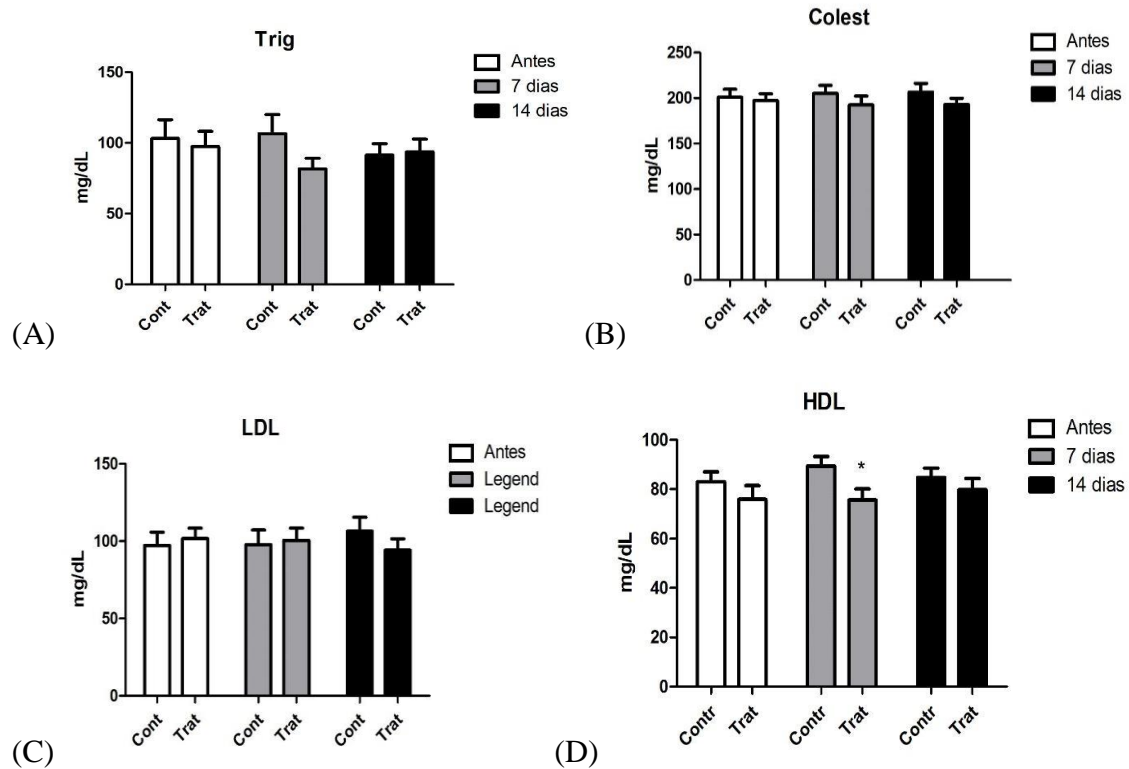 Trig
Antes
7 dias
14 dias
mg/dL
150
100
50
0
Cont Trat Cont Trat Cont Trat
(A)
Colest
Antes
7 dias
14 dias
mg/dL
250
200
150
100
50
0
Cont Trat Cont Trat Cont Trat
(B)
LDL
Antes
Legend
Legend
mg/dL
150
100
50
0
Cont Trat Cont Trat Cont Trat
(C)
HDL
Antes
7 dias
14 dias
mg/dL
100
80
60
40
20
0
*
Contr Trat Contr Trat Contr Trat
(D)